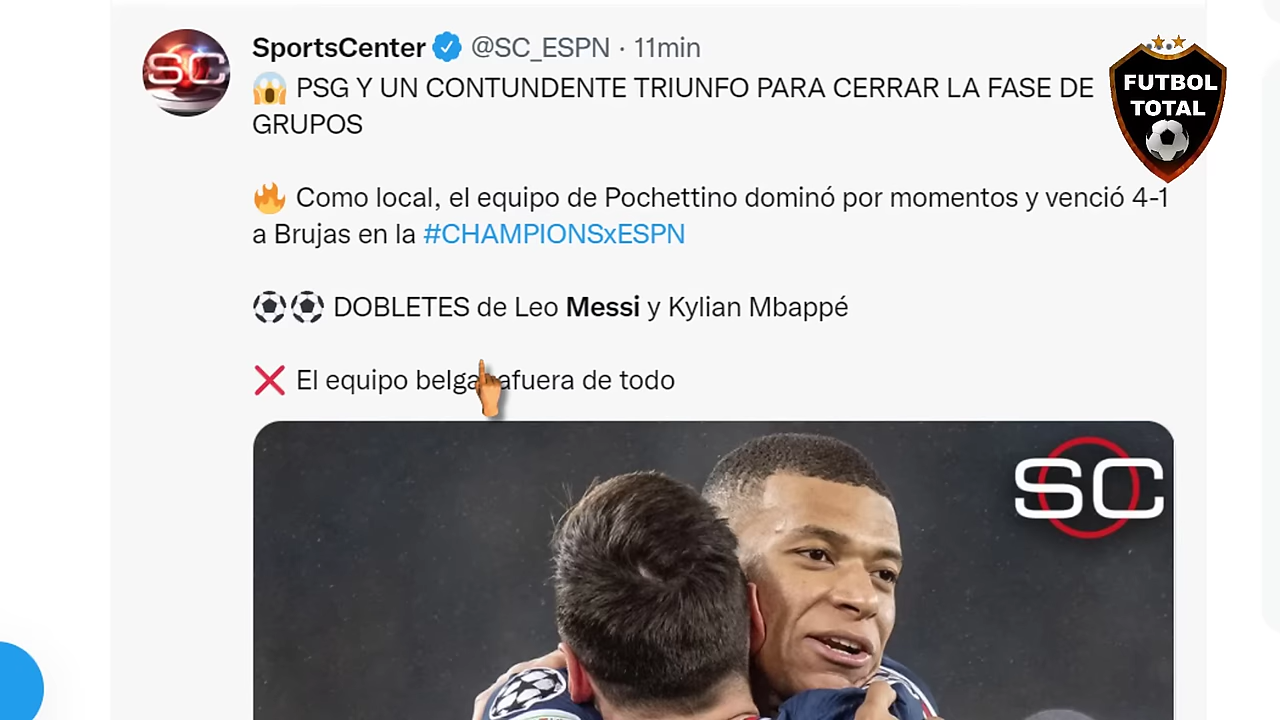 SportsCenter @SC_ESPN · 11min
😱 PSG Y UN CONTUNDENTE TRIUNFO PARA CERRAR LA FASE DE
GRUPOS
🔥 Como local, el equipo de Pochettino dominó por momentos y venció 4-1
a Brujas en la #CHAMPIONSxESPN
⚽⚽ DOBLETES de Leo Messi y Kylian Mbappé
❌ El equipo belga afuera de todo
SC
FUTBOL
TOTAL
SC